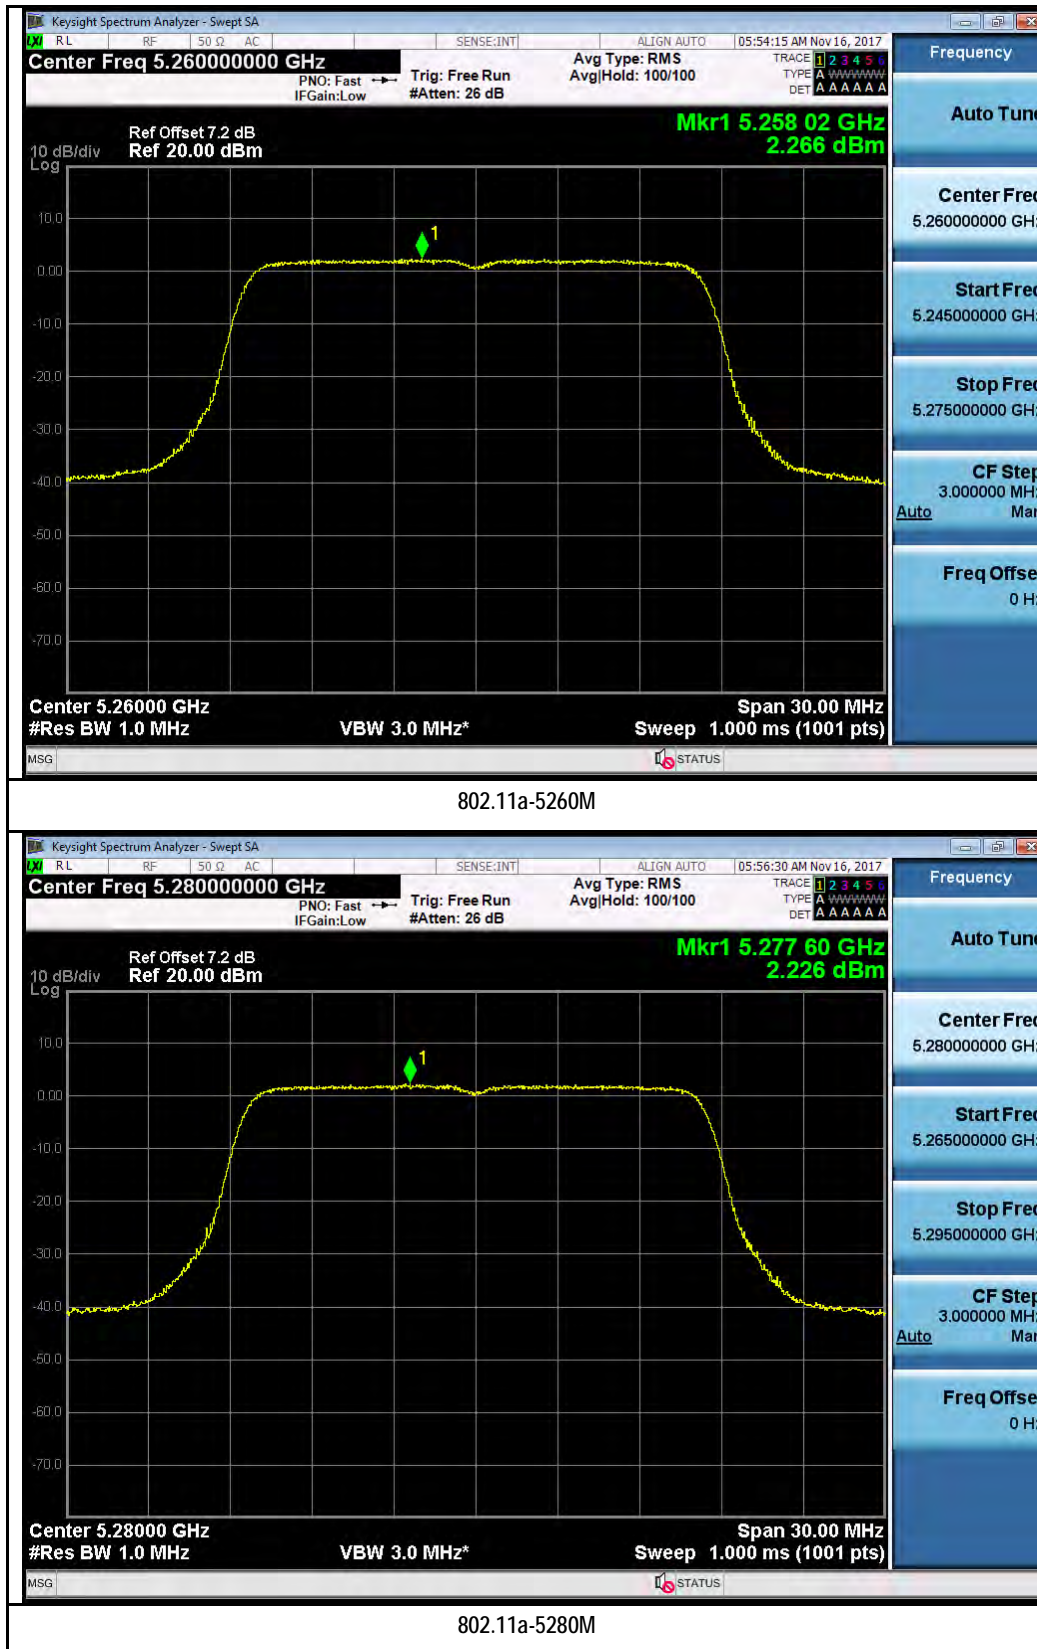 Keysight Spectrum Analyzer - Swept SA
LXI RL RF 50 Ω AC SENSE:INT ALIGN AUTO 05:54:15 AM Nov 16, 2017
Center Freq 5.260000000 GHz
PNO: Fast
IFGain:Low
Trig: Free Run
#Atten: 26 dB
Avg Type: RMS
Avg|Hold: 100/100
TRACE 1 2 3 4 5 6
TYPE A WWWWW
DET A A A A A A
Mkr1 5.258 02 GHz
2.266 dBm
Ref Offset 7.2 dB
10 dB/div Ref 20.00 dBm
Log
10.0
0.00
-10.0
-20.0
-30.0
-40.0
-50.0
-60.0
-70.0
1
Center 5.26000 GHz Span 30.00 MHz
#Res BW 1.0 MHz VBW 3.0 MHz* Sweep 1.000 ms (1001 pts)
MSG STATUS
Frequency
Auto Tune
Center Freq
5.260000000 GHz
Start Freq
5.245000000 GHz
Stop Freq
5.275000000 GHz
CF Step
3.000000 MHz
Auto Man
Freq Offset
0 Hz
802.11a-5260M
Keysight Spectrum Analyzer - Swept SA
LXI RL RF 50 Ω AC SENSE:INT ALIGN AUTO 05:56:30 AM Nov 16, 2017
Center Freq 5.280000000 GHz
PNO: Fast
IFGain:Low
Trig: Free Run
#Atten: 26 dB
Avg Type: RMS
Avg|Hold: 100/100
TRACE 1 2 3 4 5 6
TYPE A WWWWW
DET A A A A A A
Mkr1 5.277 60 GHz
2.226 dBm
Ref Offset 7.2 dB
10 dB/div Ref 20.00 dBm
Log
10.0
0.00
-10.0
-20.0
-30.0
-40.0
-50.0
-60.0
-70.0
1
Center 5.28000 GHz Span 30.00 MHz
#Res BW 1.0 MHz VBW 3.0 MHz* Sweep 1.000 ms (1001 pts)
MSG STATUS
Frequency
Auto Tune
Center Freq
5.280000000 GHz
Start Freq
5.265000000 GHz
Stop Freq
5.295000000 GHz
CF Step
3.000000 MHz
Auto Man
Freq Offset
0 Hz
802.11a-5280M